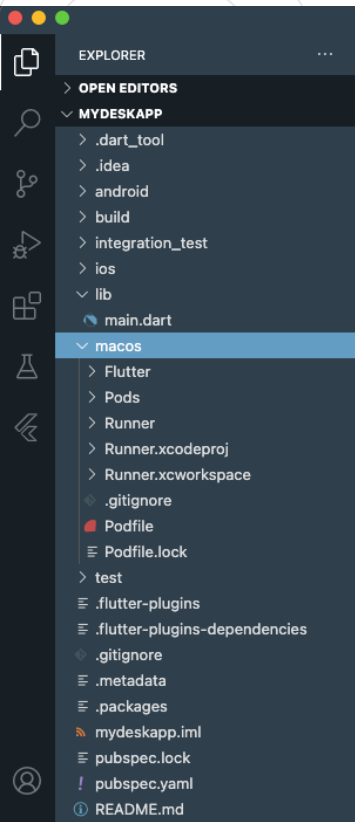 EXPLORER
OPEN EDITORS
MYDESKAPP
.dart_tool
.idea
android
build
integration_test
ios
lib
main.dart
macos
Flutter
Pods
Runner
Runner.xcodeproj
Runner.xcworkspace
.gitignore
Podfile
Podfile.lock
test
.flutter-plugins
.flutter-plugins-dependencies
.gitignore
.metadata
.packages
mydeskapp.iml
pubspec.lock
pubspec.yaml
README.md